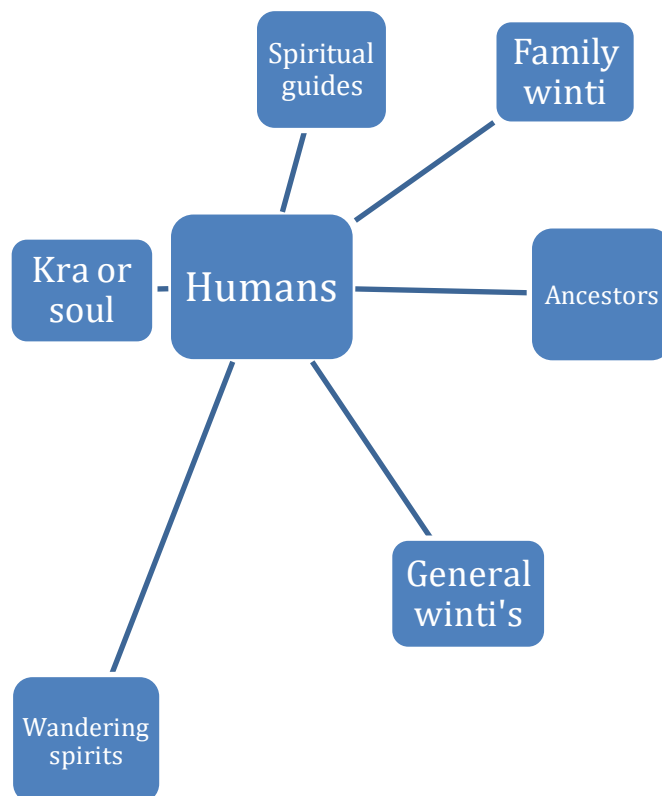 Spiritual
guides
Family
winti
Kra or
soul
Humans
Ancestors
General
winti's
Wandering
spirits